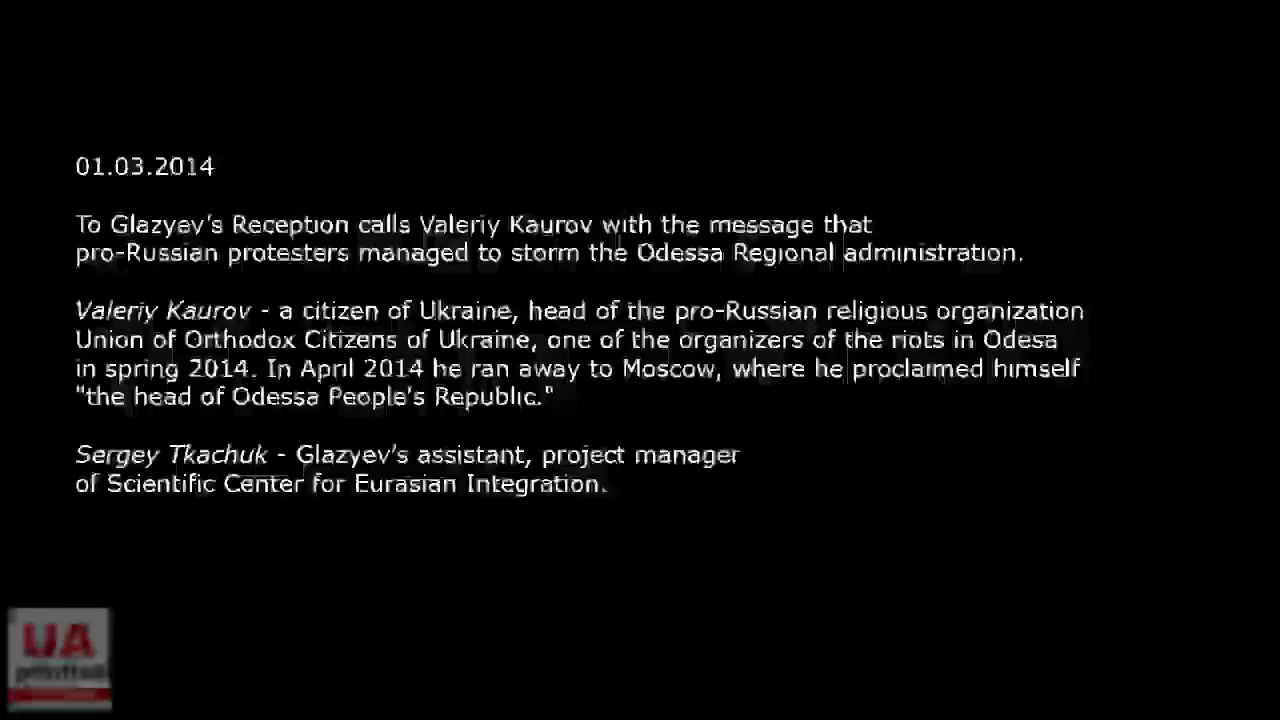 01.03.2014
To Glazyev's Reception calls Valeriy Kaurov with the message that
pro-Russian protesters managed to storm the Odessa Regional administration.
Valeriy Kaurov - a citizen of Ukraine, head of the pro-Russian religious organization
Union of Orthodox Citizens of Ukraine, one of the organizers of the riots in Odesa
in spring 2014. In April 2014 he ran away to Moscow, where he proclaimed himself
"the head of Odessa People's Republic."
Sergey Tkachuk - Glazyev's assistant, project manager
of Scientific Center for Eurasian Integration.
UA